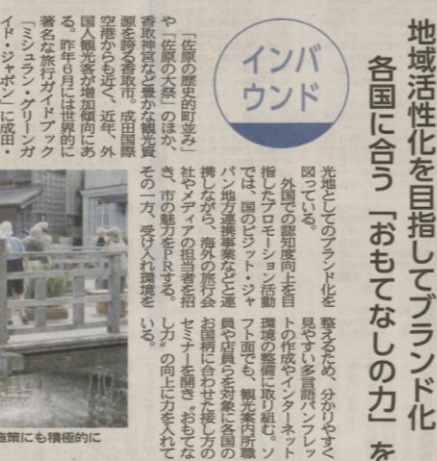 地域活性化を目指してブランド化
各国に合う「おもてなしの力」を
インバ
ウンド
「佐原の歴史的町並み」
や「佐原の大祭」のほか、
香取神宮など豊かな観光資
源を誇る香取市。成田国際
空港からも近く、近年、外
国人観光客が増加傾向にあ
る。昨年6月には世界的に
著名な旅行ガイドブック
「ミシュラン・グリーンガ
イド・ジャポン」に成田・
光地としてのブランド化を
図っている。
外国での認知度向上を目
指したプロモーション活動
では、国のビジット・ジャ
パン地方連携事業などと連
携しながら、海外の旅行会
社やメディアの担当者を招
き、市の魅力をPRする。
その一方、受け入れ環境を
整えるため、分かりやすく
見やすい多言語パンフレッ
トの作成やインターネット
環境の整備に取り組む。ソ
フト面でも、観光案内所職
員や店員らを対象に各国の
お国柄に合わせた接し方の
セミナーを開き〝おもてな
し力〟の向上に力を入れて
いる。
策にも積極的に